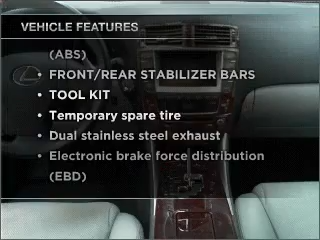 VEHICLE FEATURES
(ABS)
• FRONT/REAR STABILIZER BARS
• TOOL KIT
• Temporary spare tire
• Dual stainless steel exhaust
• Electronic brake force distribution
(EBD)